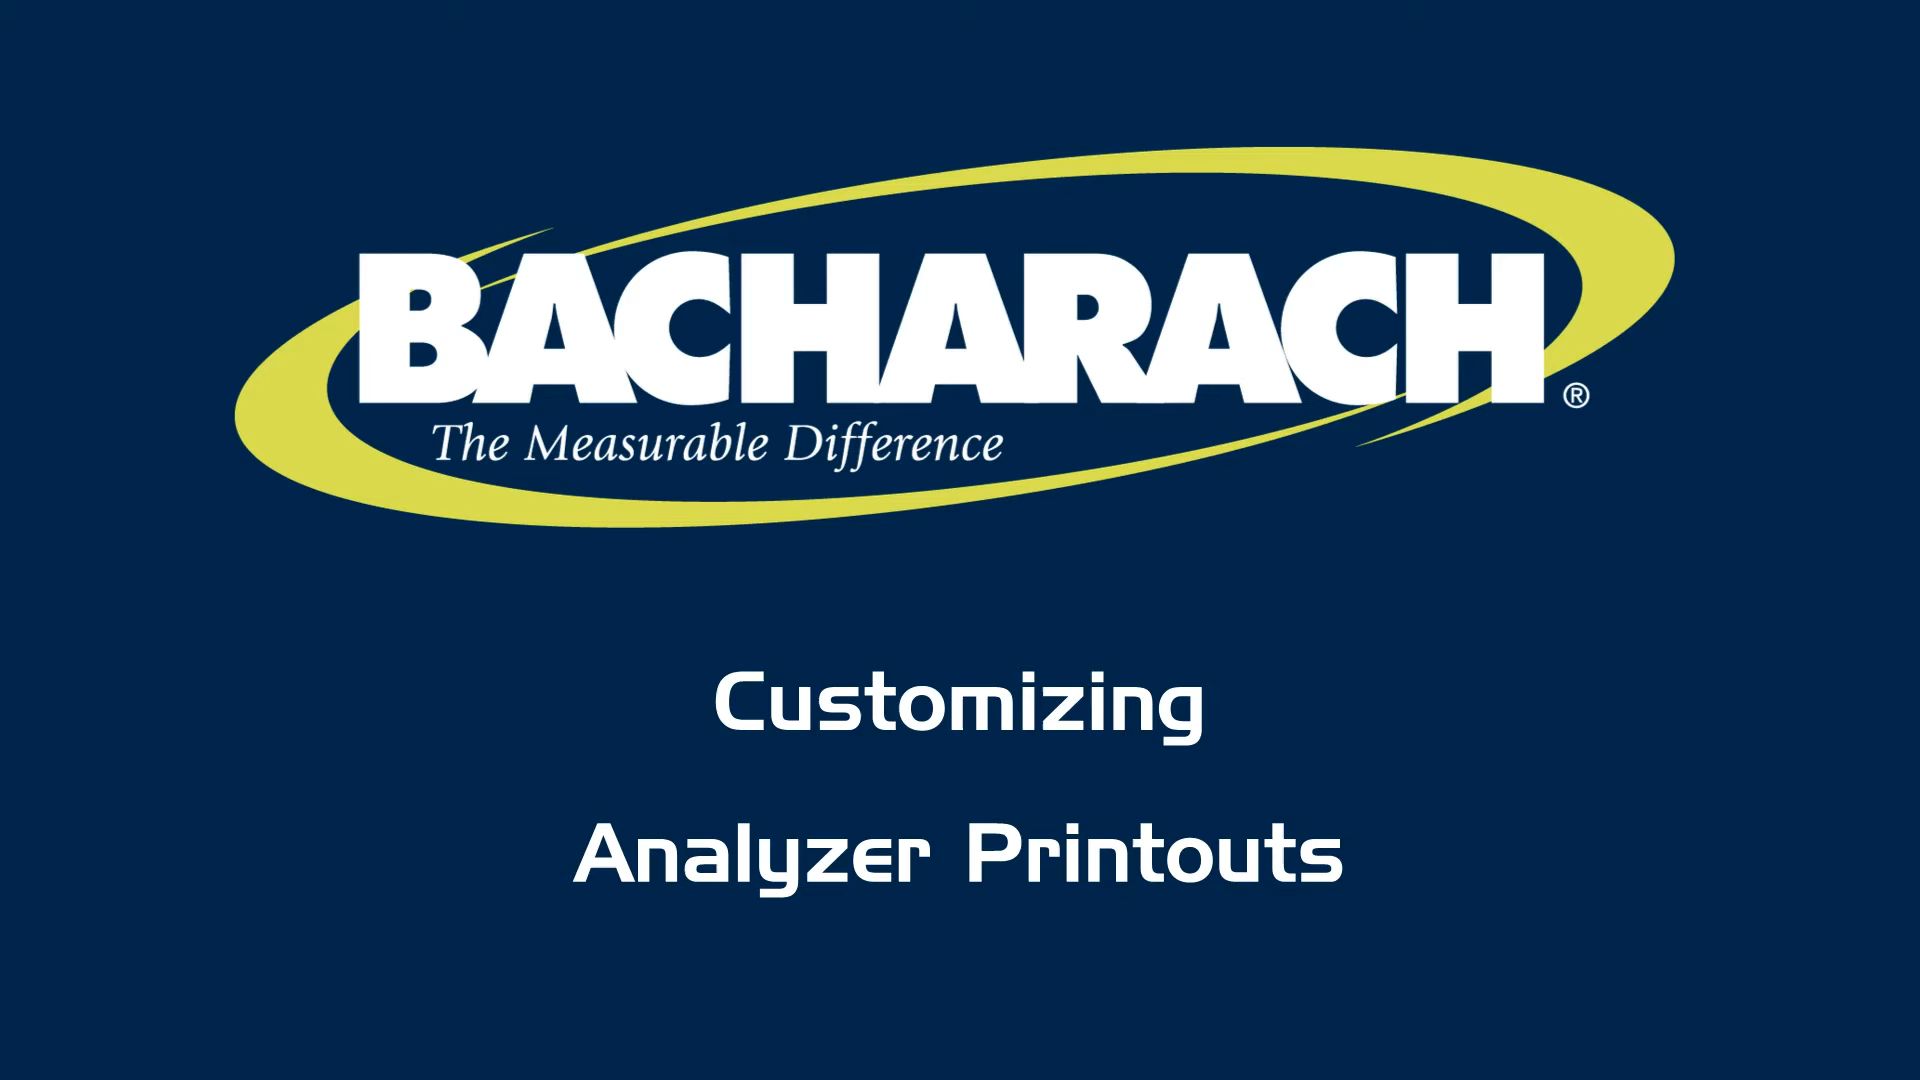 BACHARACH®
The Measurable Difference
Customizing
Analyzer Printouts